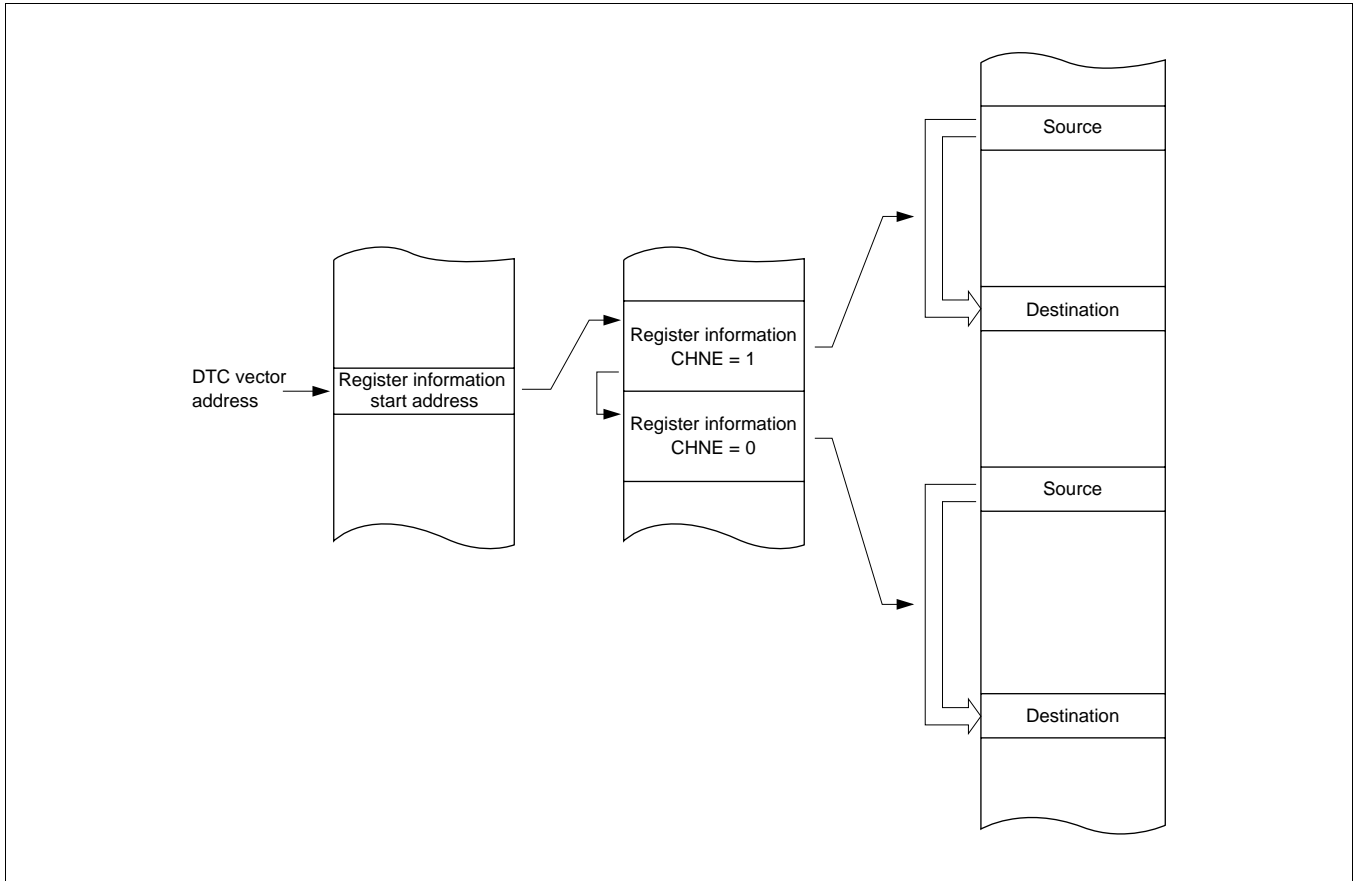 DTC vector
address
Register information
start address
Register information
CHNE = 1
Register information
CHNE = 0
Source
Destination
Source
Destination